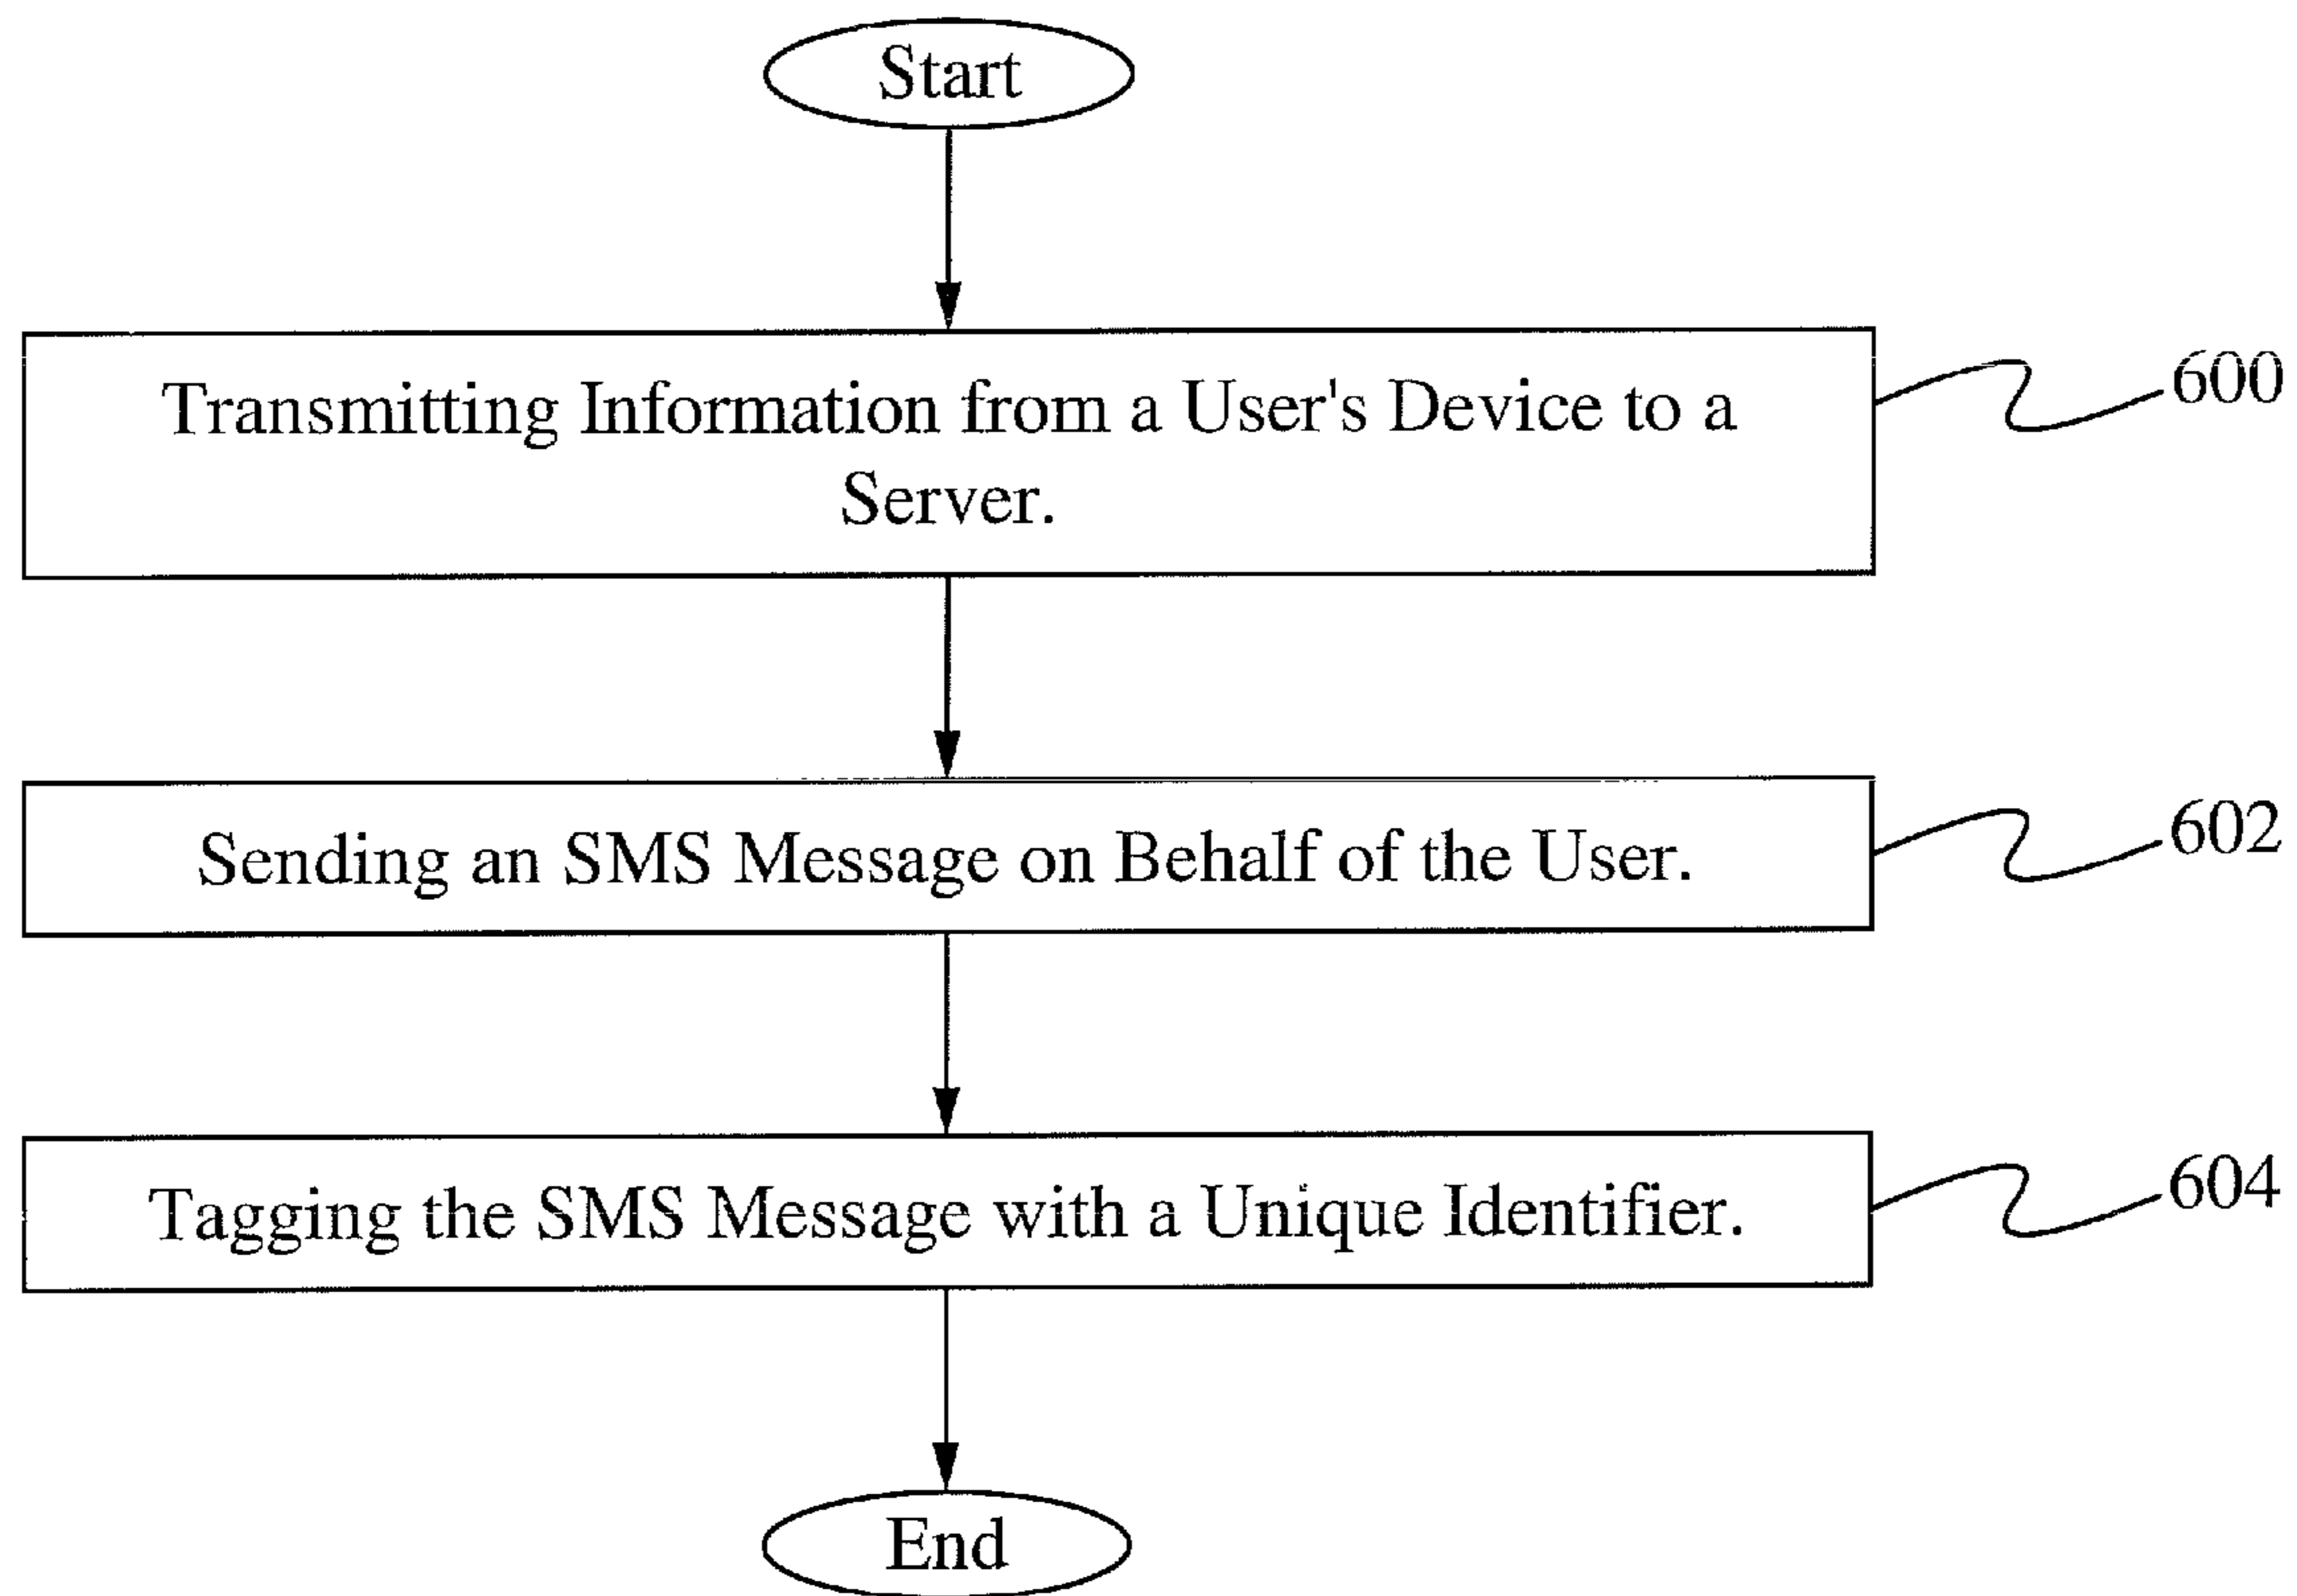 Start
Transmitting Information from a User's Device to a
Server.
600
Sending an SMS Message on Behalf of the User.
602
Tagging the SMS Message with a Unique Identifier.
604
End